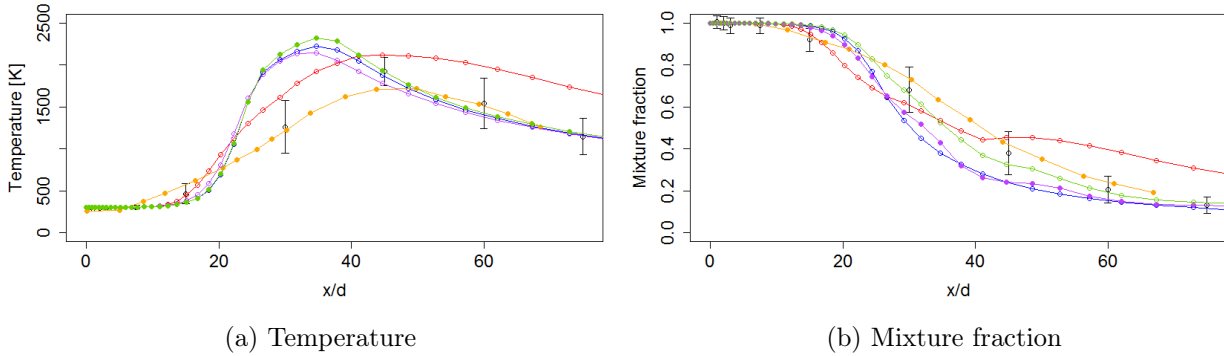 2500
1500
500
0
Temperature [K]
0 20 40 60
x/d
(a) Temperature
1.0
0.8
0.6
0.4
0.2
0.0
Mixture fraction
0 20 40 60
x/d
(b) Mixture fraction